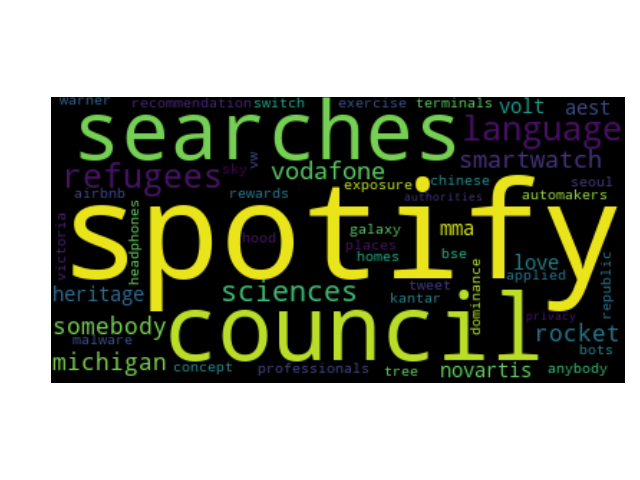 warner recommendation switch exercise terminals volt aest
searches language
vw smartwatch
refugees sky vodafone chinese seoul
airbnb rewards exposure authorities automakers
spotify
victoria headphones hood galaxy mma
places
homes bse love republic
heritage sciences tweet applied
kantar dominance
council privacy
somebody rocket
malware bots
michigan concept professionals tree novartis anybody